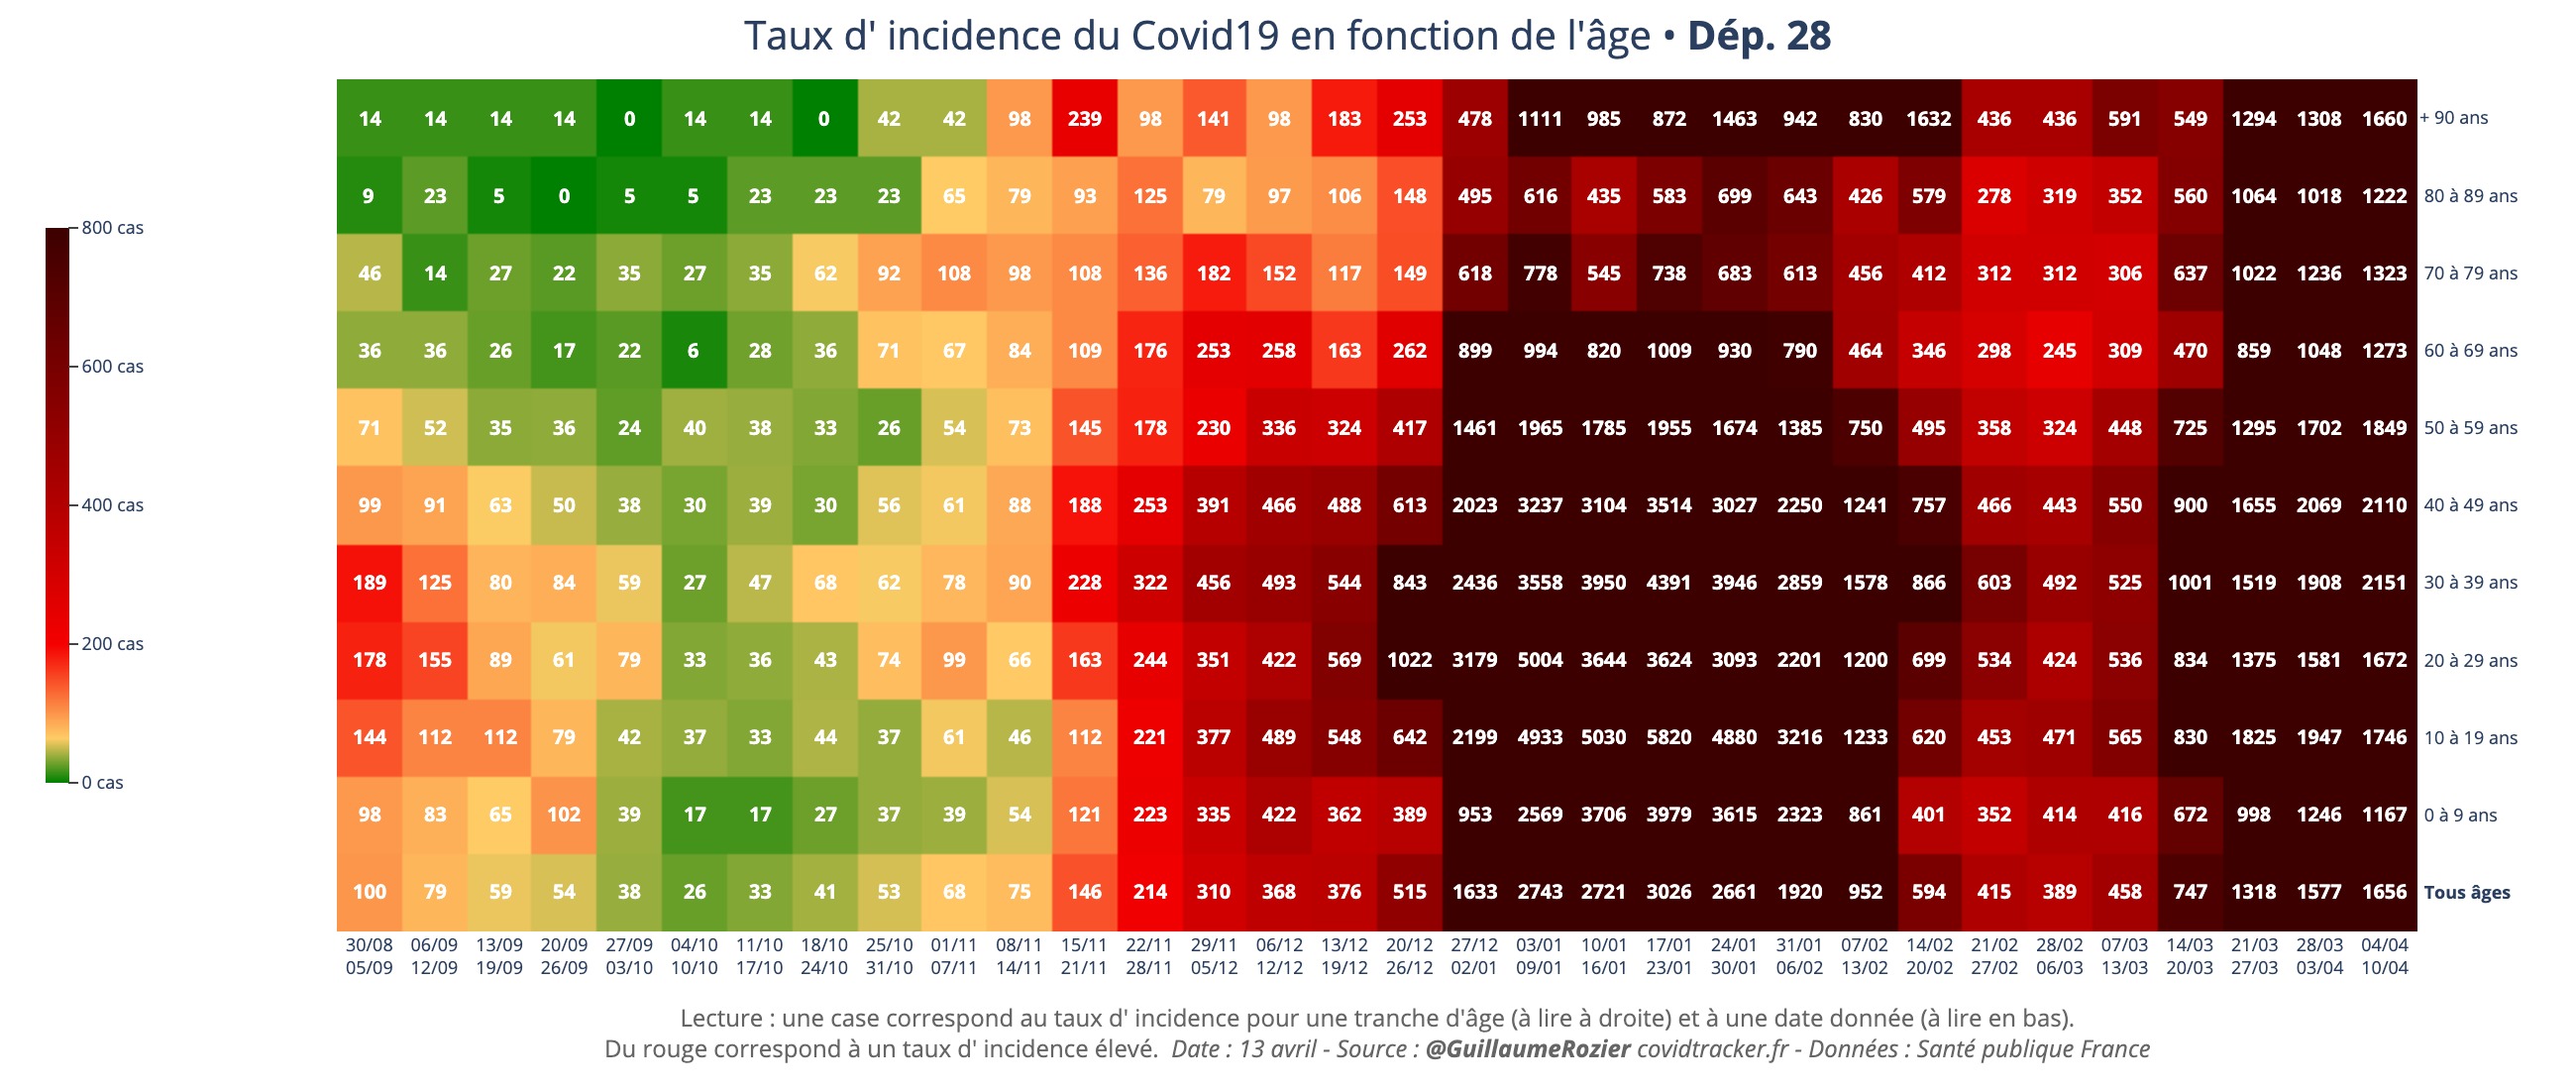 Taux d' incidence du Covid19 en fonction de l'âge • Dép. 28
14 14 14 14 0 14 14 0 42 42 98 239 98 141 98 183 253 478 1111 985 872 1463 942 830 1632 436 436 591 549 1294 1308 1660 + 90 ans
9 23 5 0 5 5 23 23 23 65 79 93 125 79 97 106 148 495 616 435 583 699 643 426 579 278 319 352 560 1064 1018 1222 80 à 89 ans
800 cas
46 14 27 22 35 27 35 62 92 108 98 108 136 182 152 117 149 618 778 545 738 683 613 456 412 312 312 306 637 1022 1236 1323 70 à 79 ans
36 36 26 17 22 6 28 36 71 67 84 109 176 253 258 163 262 899 994 820 1009 930 790 464 346 298 245 309 470 859 1048 1273 60 à 69 ans
600 cas
71 52 35 36 24 40 38 33 26 54 73 145 178 230 336 324 417 1461 1965 1785 1955 1674 1385 750 495 358 324 448 725 1295 1702 1849 50 à 59 ans
400 cas
99 91 63 50 38 30 39 30 56 61 88 188 253 391 466 488 613 2023 3237 3104 3514 3027 2250 1241 757 466 443 550 900 1655 2069 2110 40 à 49 ans
189 125 80 84 59 27 47 68 62 78 90 228 322 456 493 544 843 2436 3558 3950 4391 3946 2859 1578 866 603 492 525 1001 1519 1908 2151 30 à 39 ans
200 cas
178 155 89 61 79 33 36 43 74 99 66 163 244 351 422 569 1022 3179 5004 3644 3624 3093 2201 1200 699 534 424 536 834 1375 1581 1672 20 à 29 ans
144 112 112 79 42 37 33 44 37 61 46 112 221 377 489 548 642 2199 4933 5030 5820 4880 3216 1233 620 453 471 565 830 1825 1947 1746 10 à 19 ans
0 cas
98 83 65 102 39 17 17 27 37 39 54 121 223 335 422 362 389 953 2569 3706 3979 3615 2323 861 401 352 414 416 672 998 1246 1167 0 à 9 ans
100 79 59 54 38 26 33 41 53 68 75 146 214 310 368 376 515 1633 2743 2721 3026 2661 1920 952 594 415 389 458 747 1318 1577 1656 Tous âges
30/08 06/09 13/09 20/09 27/09 04/10 11/10 18/10 25/10 01/11 08/11 15/11 22/11 29/11 06/12 13/12 20/12 27/12 03/01 10/01 17/01 24/01 31/01 07/02 14/02 21/02 28/02 07/03 14/03 21/03 28/03 04/04
05/09 12/09 19/09 26/09 03/10 10/10 17/10 24/10 31/10 07/11 14/11 21/11 28/11 05/12 12/12 19/12 26/12 02/01 09/01 16/01 23/01 30/01 06/02 13/02 20/02 27/02 06/03 13/03 20/03 27/03 03/04 10/04
Lecture : une case correspond au taux d' incidence pour une tranche d'âge (à lire à droite) et à une date donnée (à lire en bas).
Du rouge correspond à un taux d' incidence élevé. Date : 13 avril - Source : @GuillaumeRozier covidtracker.fr - Données : Santé publique France